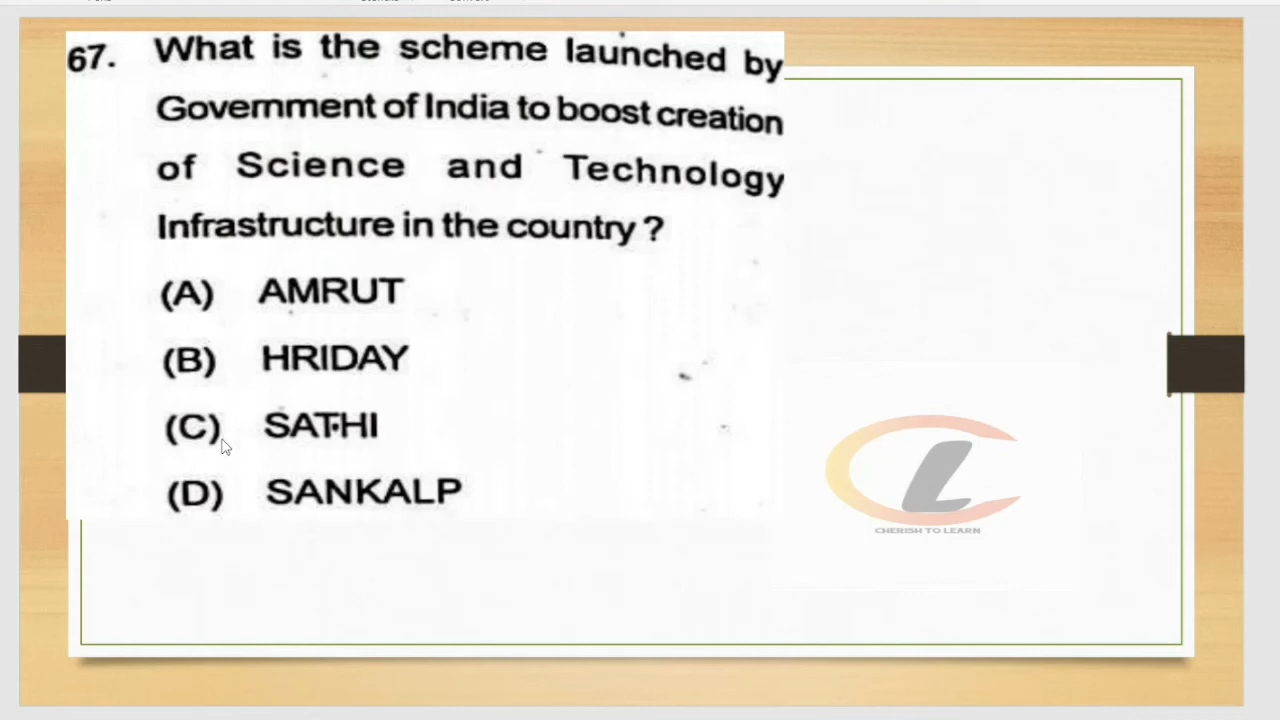 67. What is the scheme launched by
Government of India to boost creation
of Science and Technology
Infrastructure in the country ?
(A) AMRUT
(B) HRIDAY
(C) SATHI
(D) SANKALP
CHERISH TO LEARN